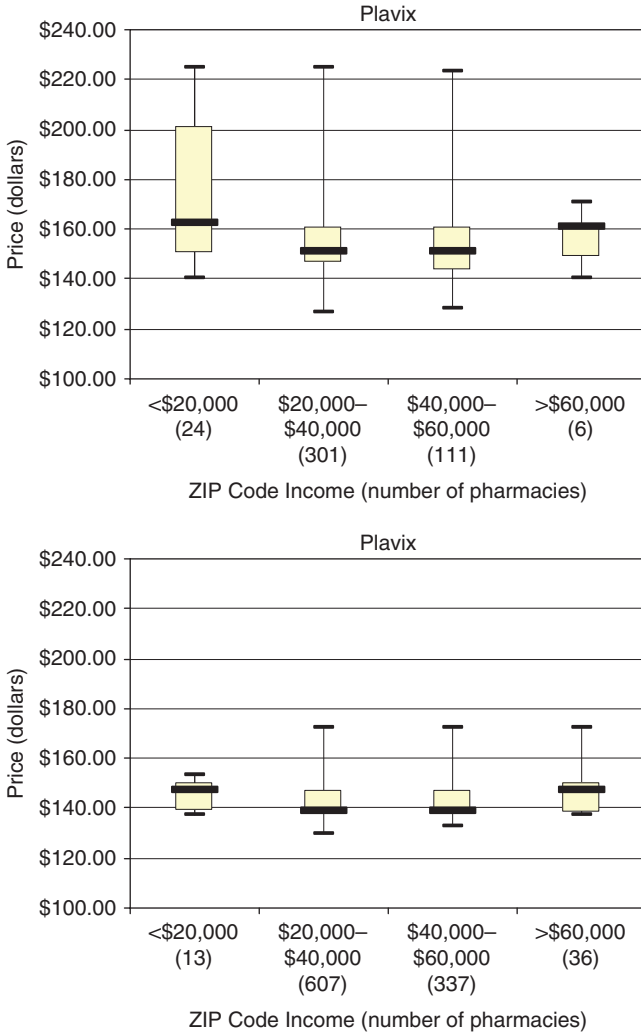 Plavix
$240.00
$220.00
$200.00
$180.00
$160.00
$140.00
$120.00
$100.00
Price (dollars)
<$20,000 $20,000– $40,000– >$60,000
(24) $40,000 $60,000 (6)
(301) (111)
ZIP Code Income (number of pharmacies)
Plavix
$240.00
$220.00
$200.00
$180.00
$160.00
$140.00
$120.00
$100.00
Price (dollars)
<$20,000 $20,000– $40,000– >$60,000
(13) $40,000 $60,000 (36)
(607) (337)
ZIP Code Income (number of pharmacies)